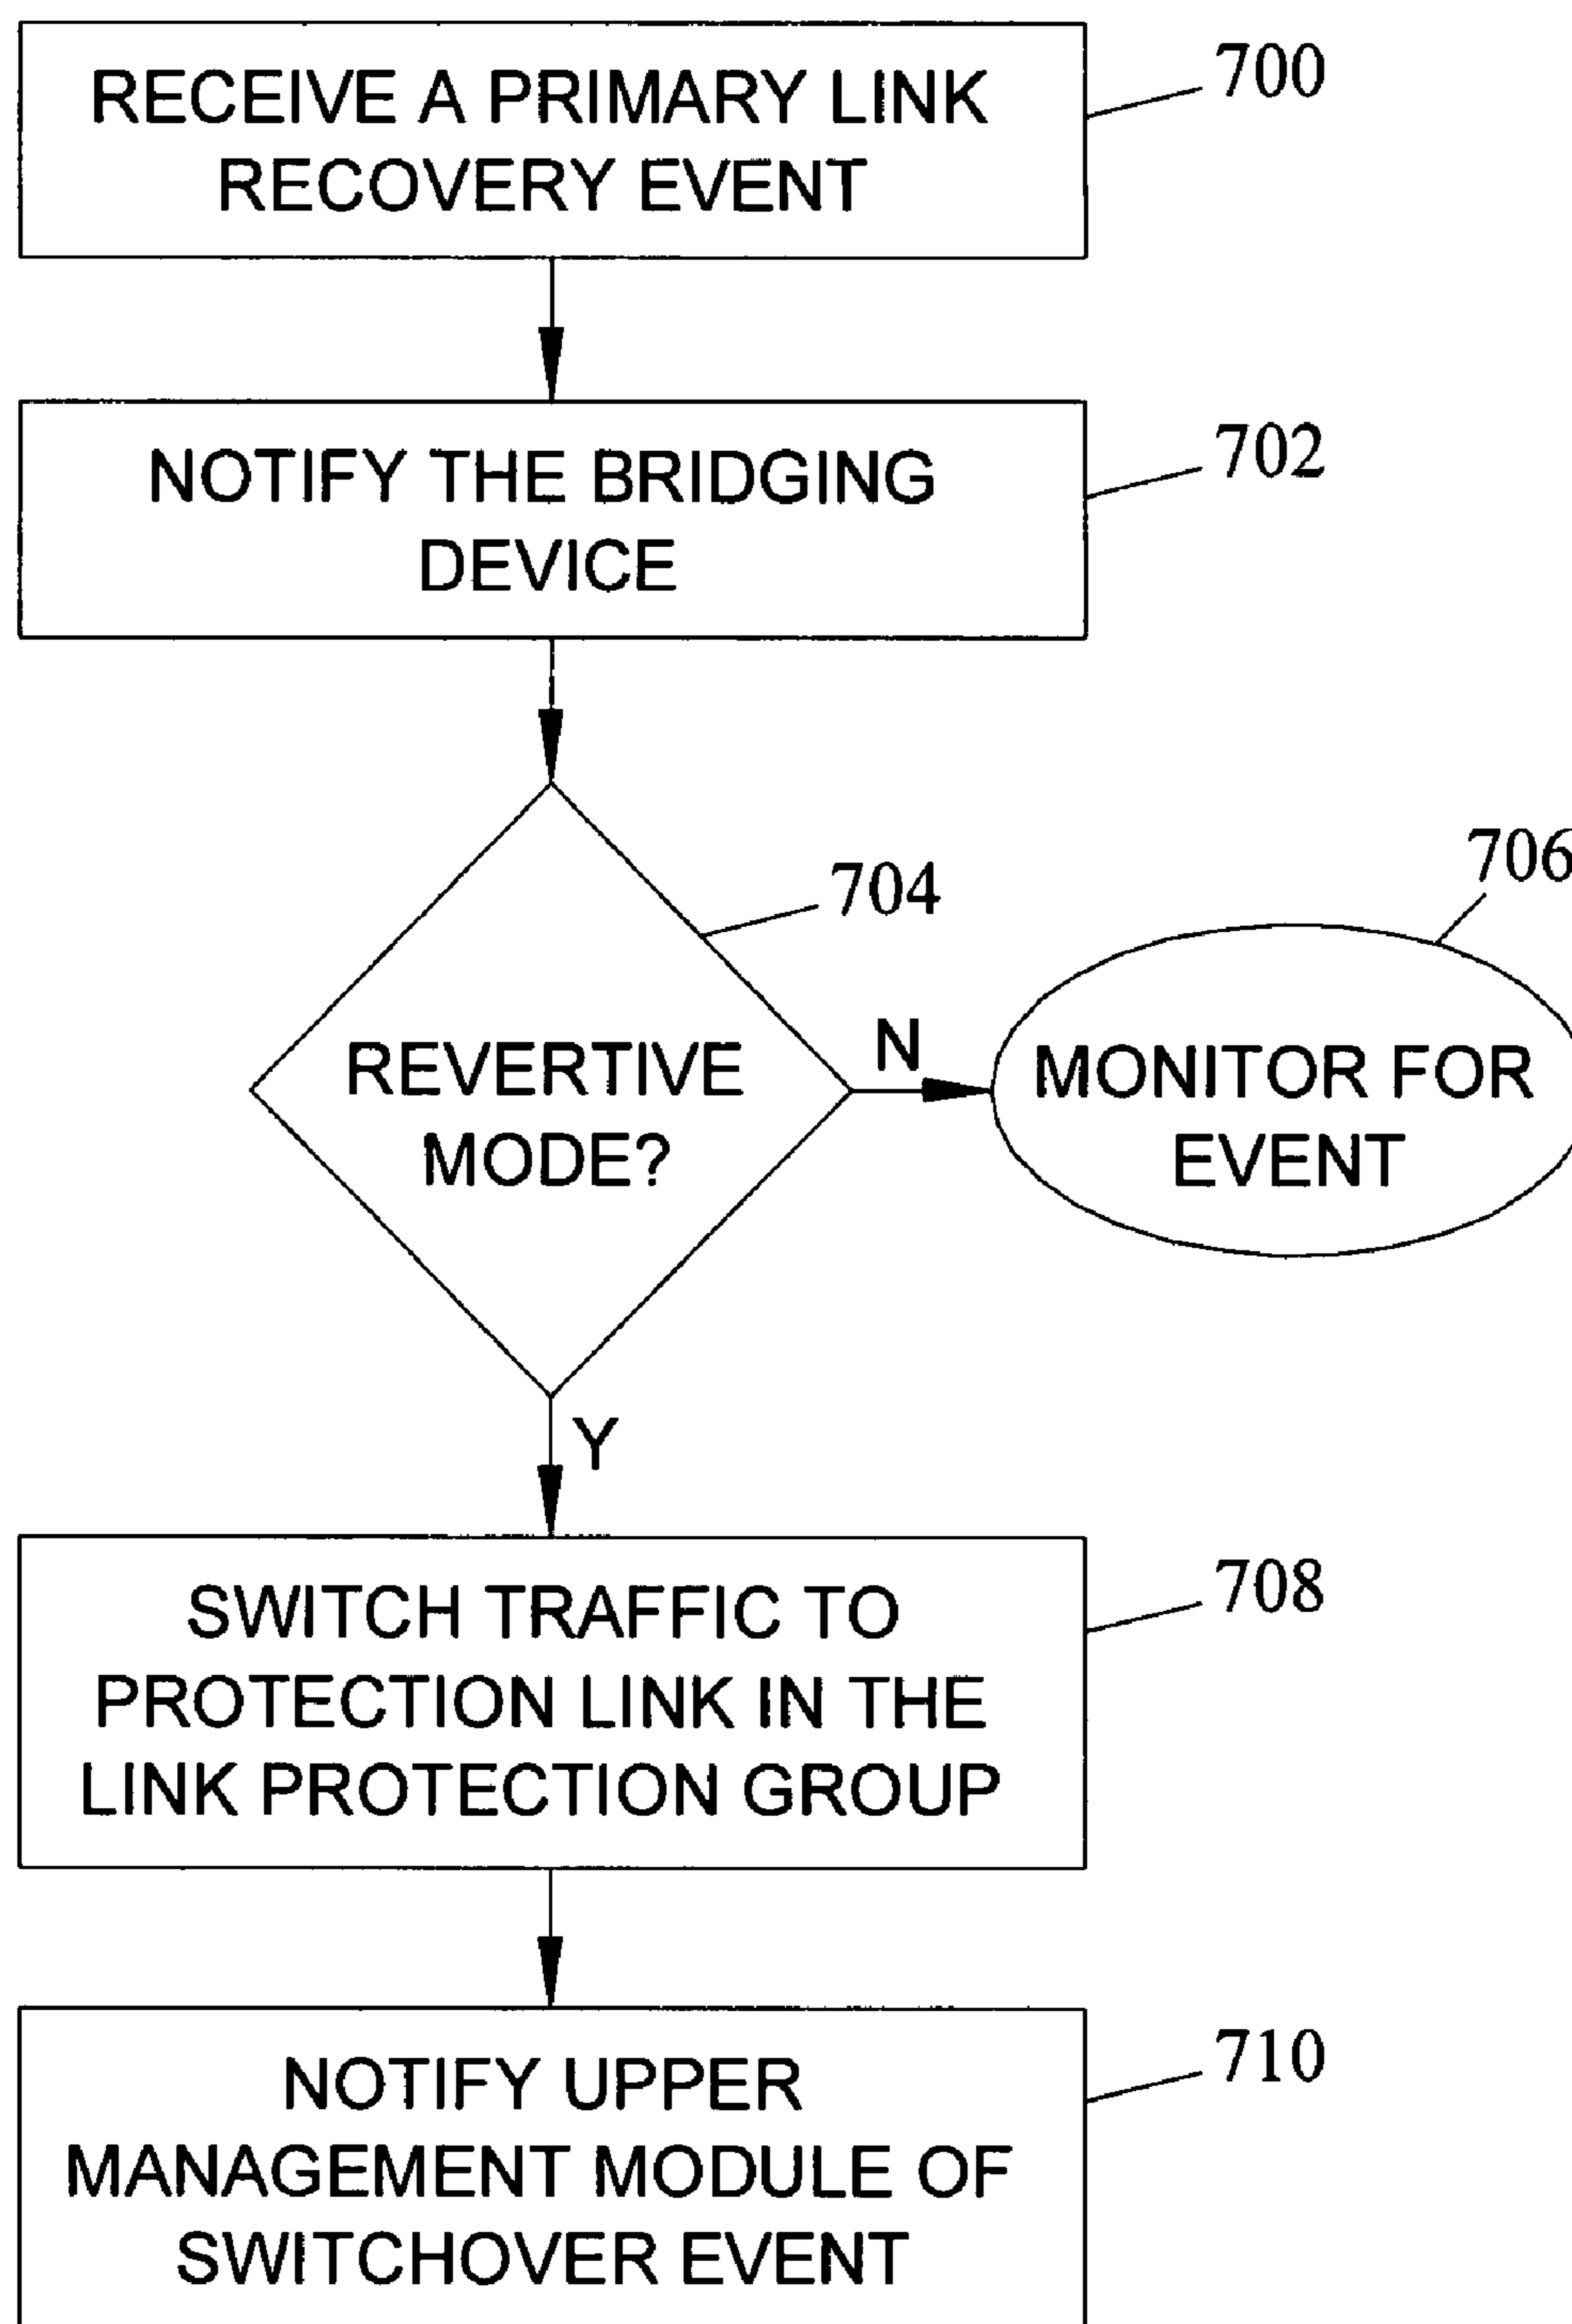 RECEIVE A PRIMARY LINK
RECOVERY EVENT
700
NOTIFY THE BRIDGING
DEVICE
702
704
706
REVERTIVE
MODE?
N
MONITOR FOR
EVENT
Y
SWITCH TRAFFIC TO
PROTECTION LINK IN THE
LINK PROTECTION GROUP
708
NOTIFY UPPER
MANAGEMENT MODULE OF
SWITCHOVER EVENT
710